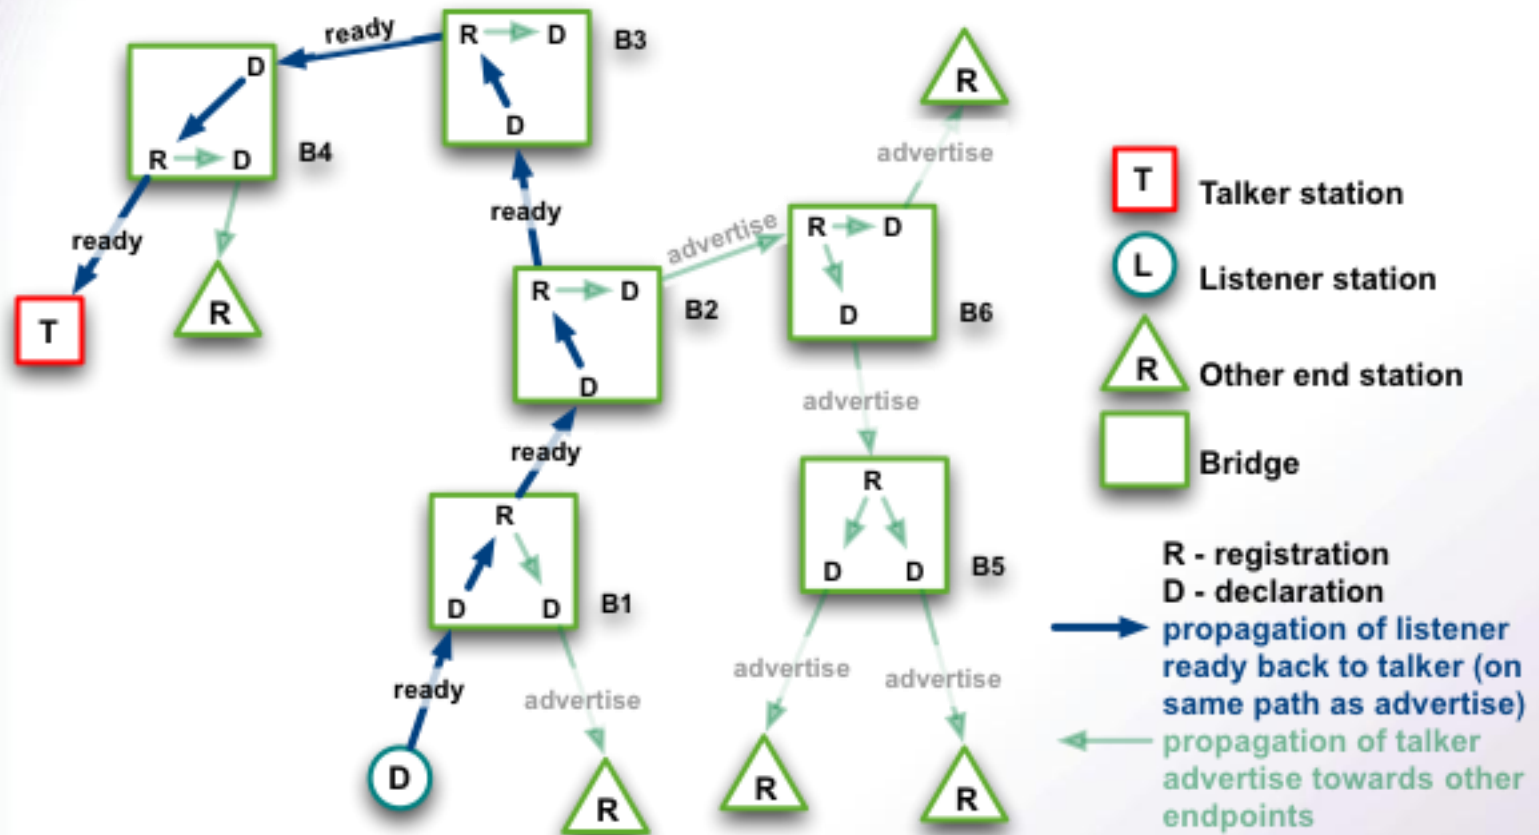 ready
R
D
B3
D
D
R
D
B4
R
advertise
T
Talker station
ready
ready
R
D
advertise
L
Listener station
T
R
R
D
B2
D
B6
D
R
Other end station
advertise
ready
D
Bridge
R
R
D
D
B5
D
D
B1
R - registration
D - declaration
propagation of listener
ready back to talker (on
same path as advertise)
propagation of talker
advertise towards other
endpoints
ready
advertise
advertise
advertise
D
R
R
R